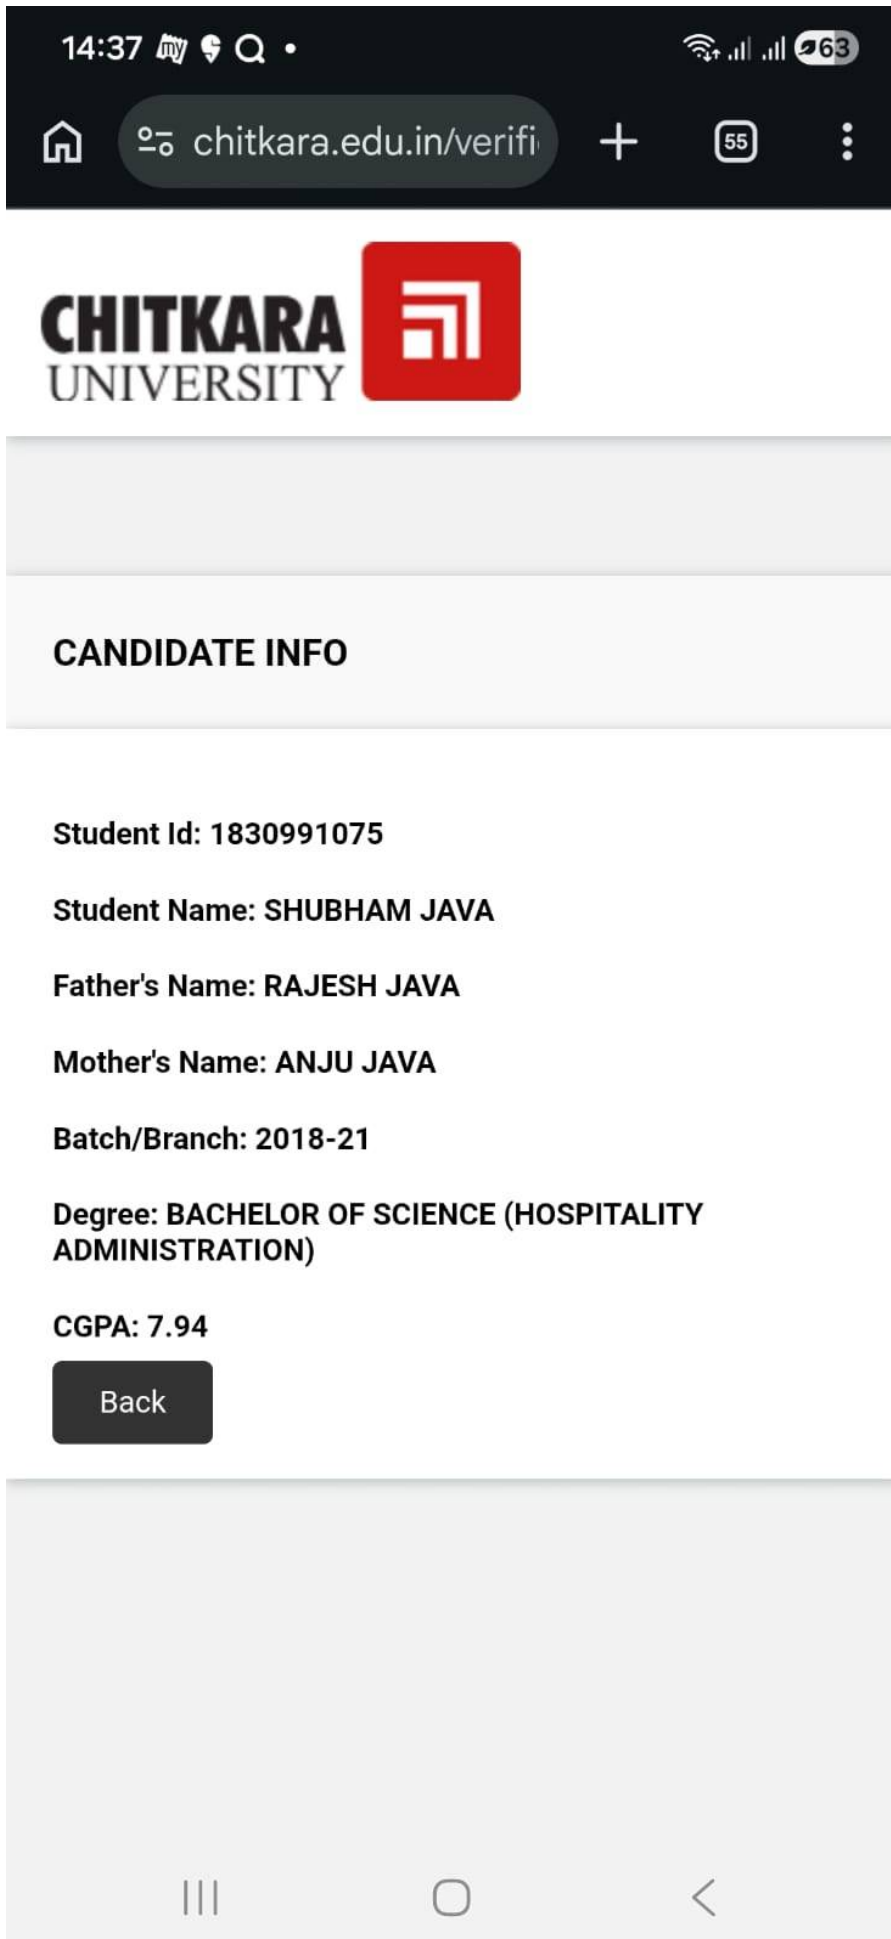 14:37 my
63
chitkara.edu.in/verifi
55
CHITKARA
UNIVERSITY
CANDIDATE INFO
Student Id: 1830991075
Student Name: SHUBHAM JAVA
Father's Name: RAJESH JAVA
Mother's Name: ANJU JAVA
Batch/Branch: 2018-21
Degree: BACHELOR OF SCIENCE (HOSPITALITY
ADMINISTRATION)
CGPA: 7.94
Back